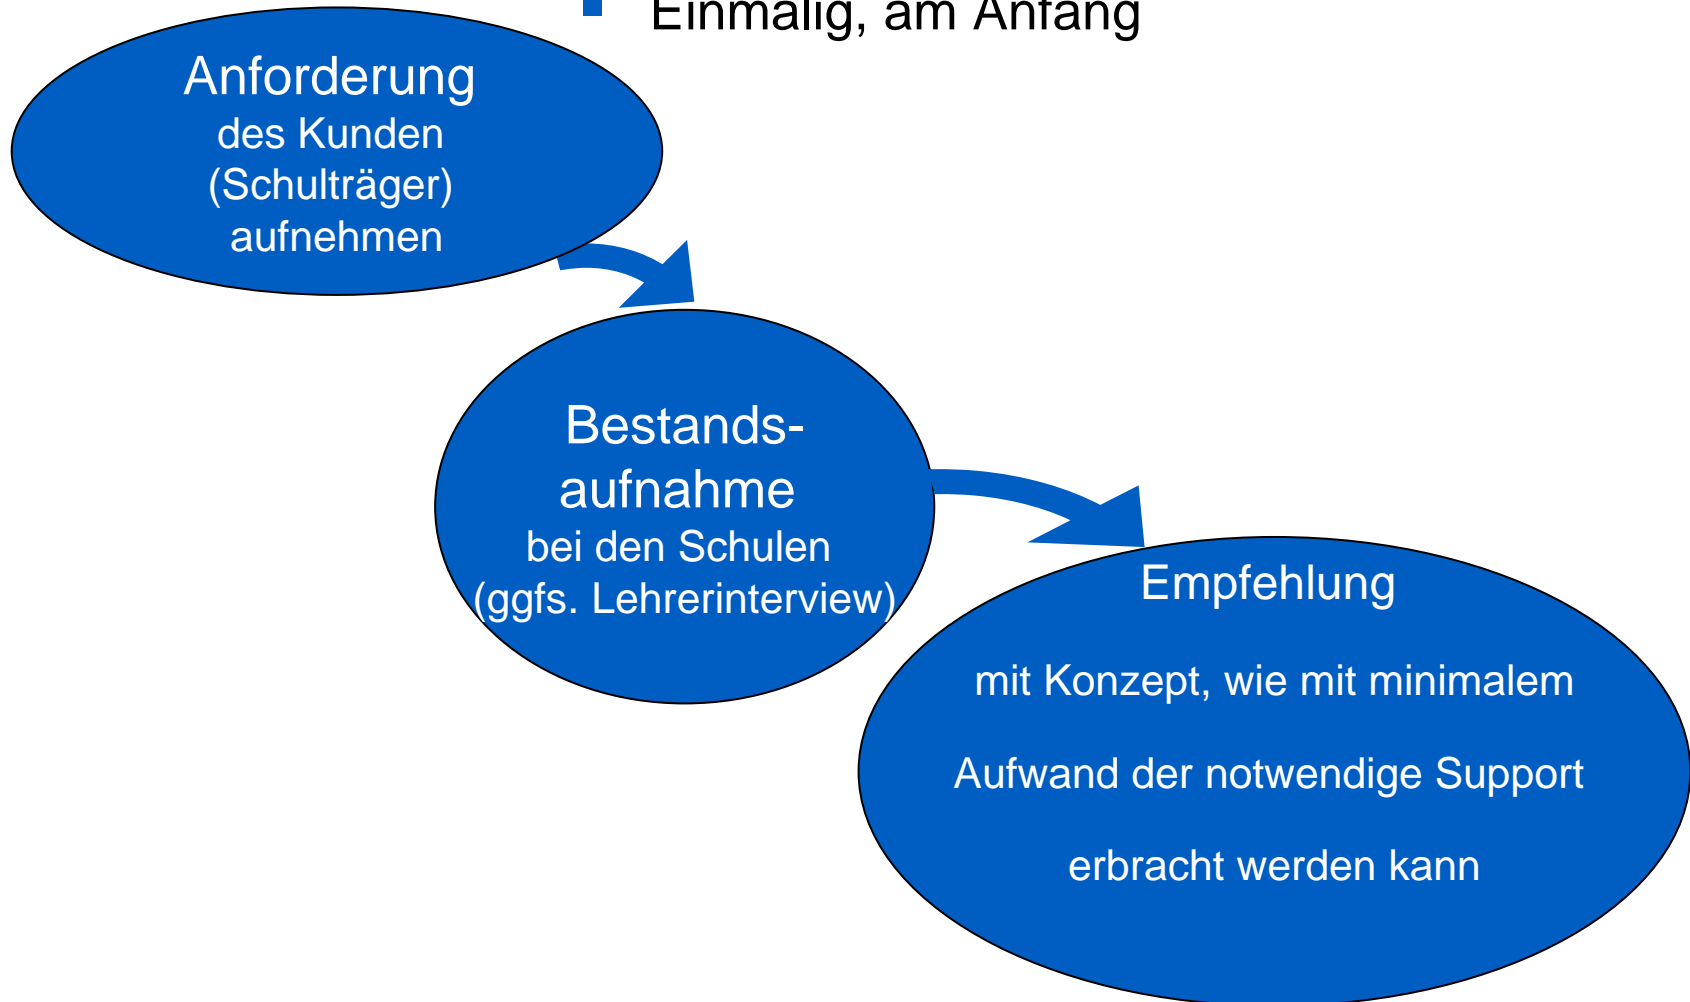 Einmalig, am Anfang
Anforderung
des Kunden
(Schulträger)
aufnehmen
Bestands-
aufnahme
bei den Schulen
(ggfs. Lehrerinterview)
Empfehlung
mit Konzept, wie mit minimalem
Aufwand der notwendige Support
erbracht werden kann